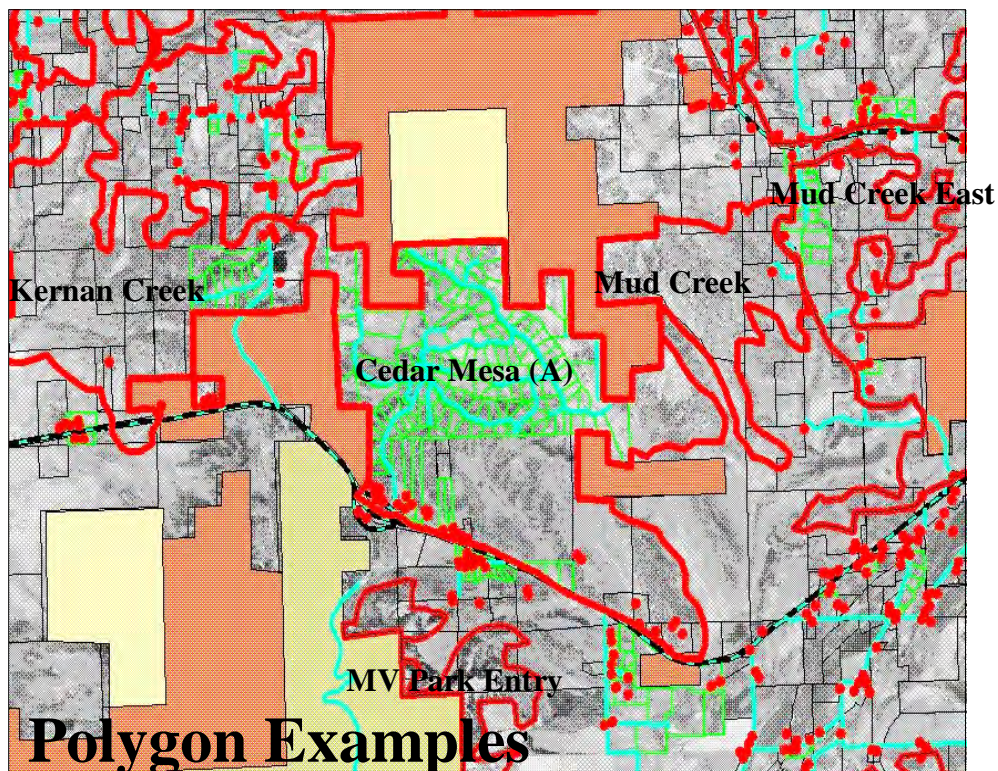 Mud Creek East
Kernan Creek
Mud Creek
Cedar Mesa (A)
MV Park Entry
Polygon Examples